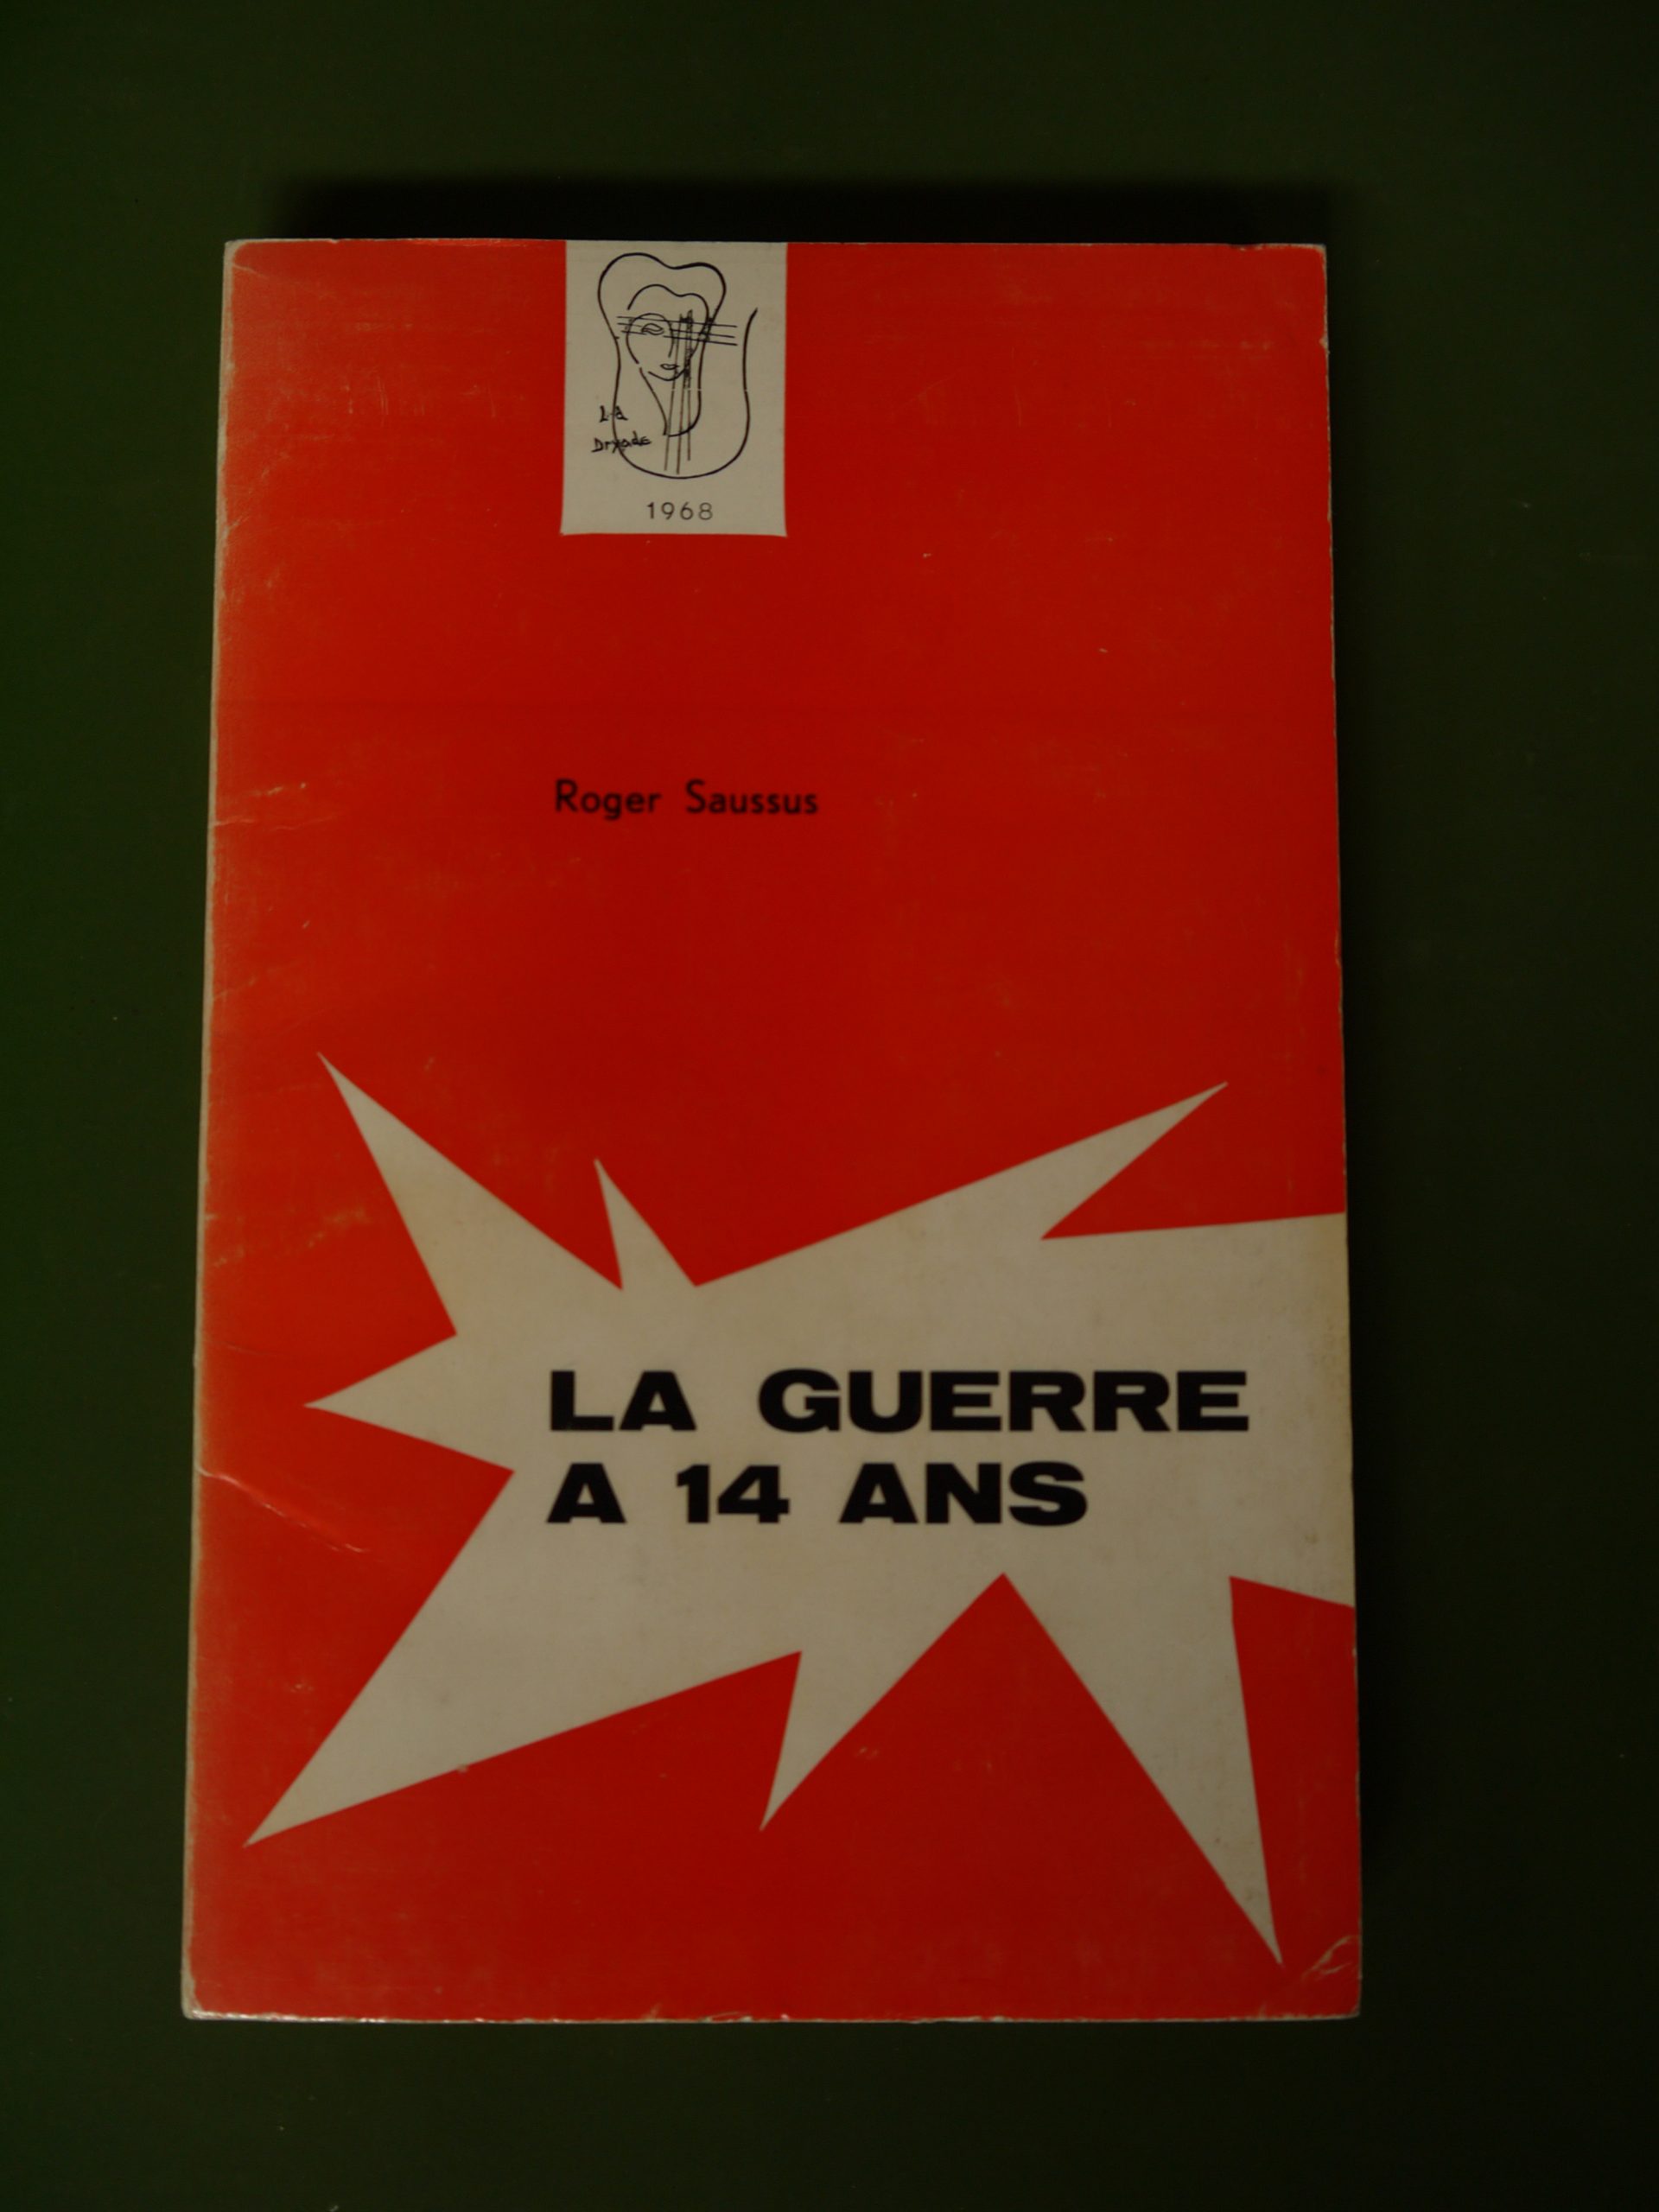 La
Dryade
1968
Roger Saussus
LA GUERRE
A 14 ANS